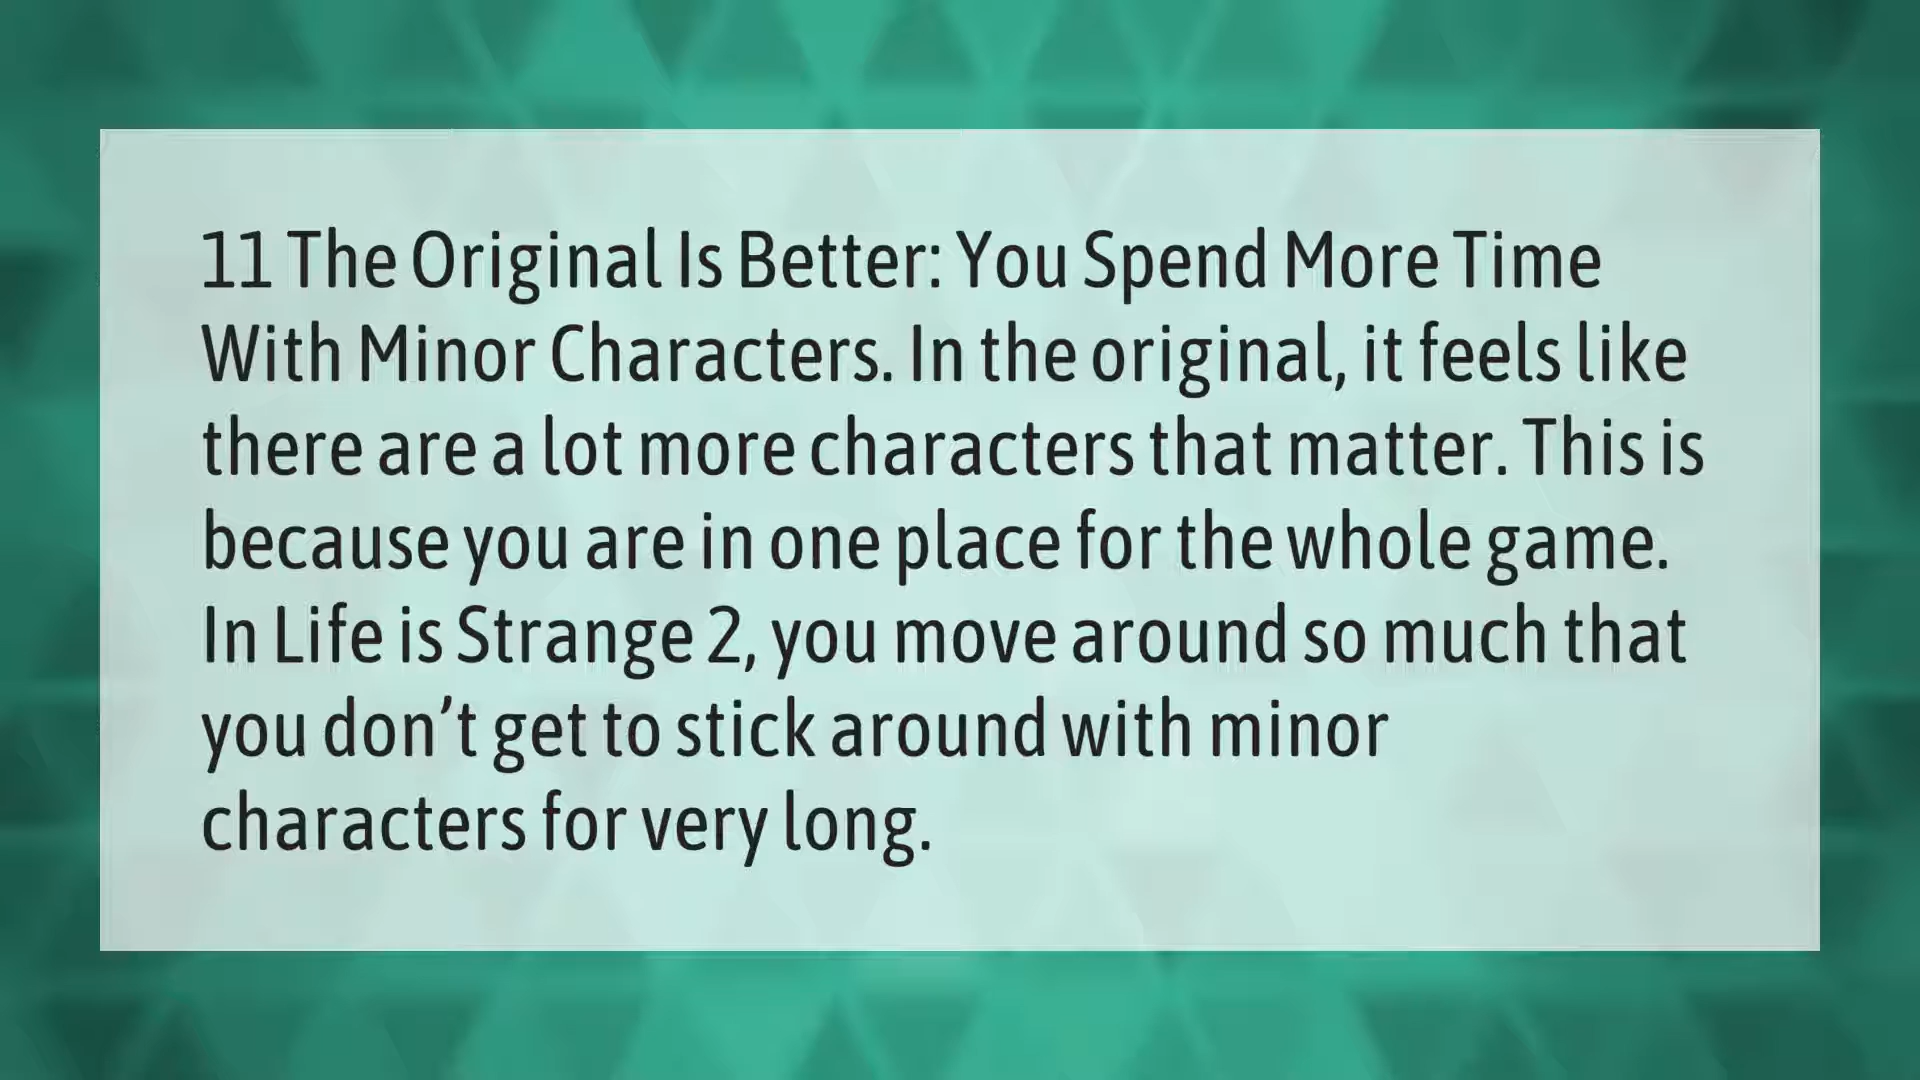 11 The Original Is Better: You Spend More Time
With Minor Characters. In the original, it feels like
there are a lot more characters that matter. This is
because you are in one place for the whole game.
In Life is Strange 2, you move around so much that
you don’t get to stick around with minor
characters for very long.